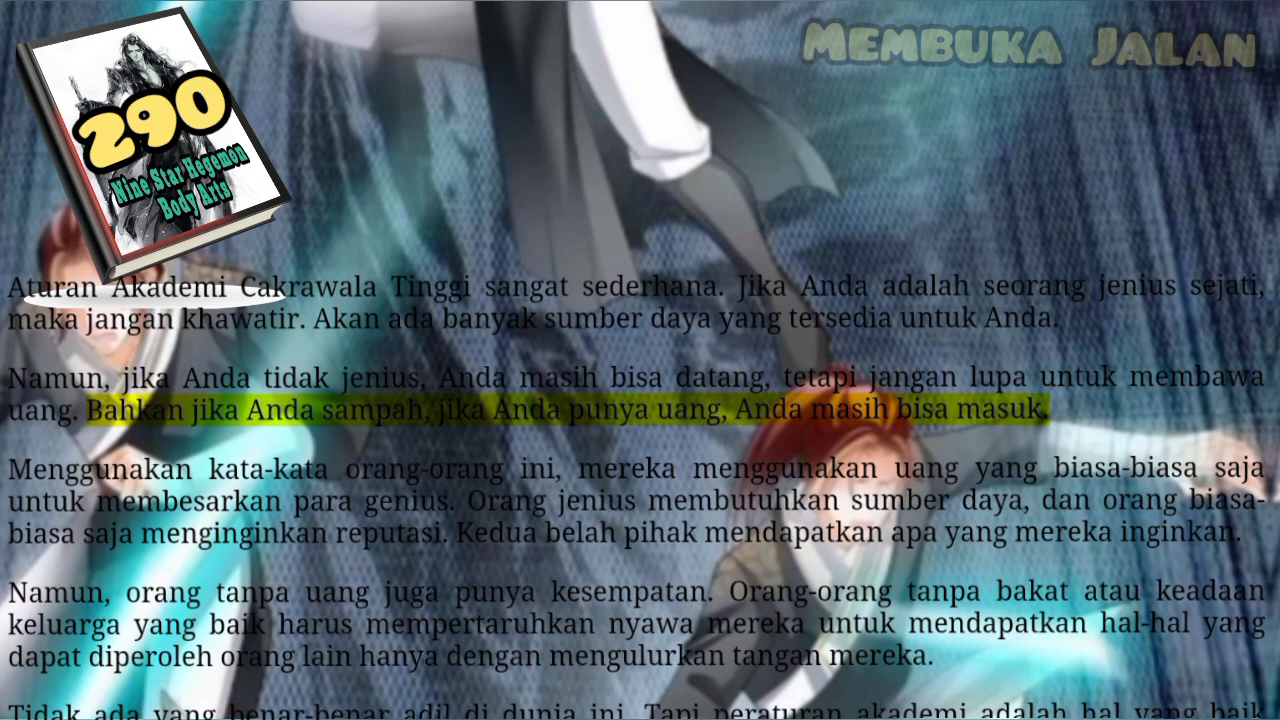 Membuka Jalan
290
Nine Star Hegemon
Body Arts
Aturan Akademi Cakrawala Tinggi sangat sederhana. Jika Anda adalah seorang jenius sejati,
maka jangan khawatir. Akan ada banyak sumber daya yang tersedia untuk Anda.
Namun, jika Anda tidak jenius, Anda masih bisa datang, tetapi jangan lupa untuk membawa
uang. Bahkan jika Anda sampah, jika Anda punya uang, Anda masih bisa masuk.
Menggunakan kata-kata orang-orang ini, mereka menggunakan uang yang biasa-biasa saja
untuk membesarkan para genius. Orang jenius membutuhkan sumber daya, dan orang biasa-
biasa saja menginginkan reputasi. Kedua belah pihak mendapatkan apa yang mereka inginkan.
Namun, orang tanpa uang juga punya kesempatan. Orang-orang tanpa bakat atau keadaan
keluarga yang baik harus mempertaruhkan nyawa mereka untuk mendapatkan hal-hal yang
dapat diperoleh orang lain hanya dengan mengulurkan tangan mereka.
Tidak ada yang benar-benar adil di dunia ini. Tapi peraturan akademi adalah hal yang baik